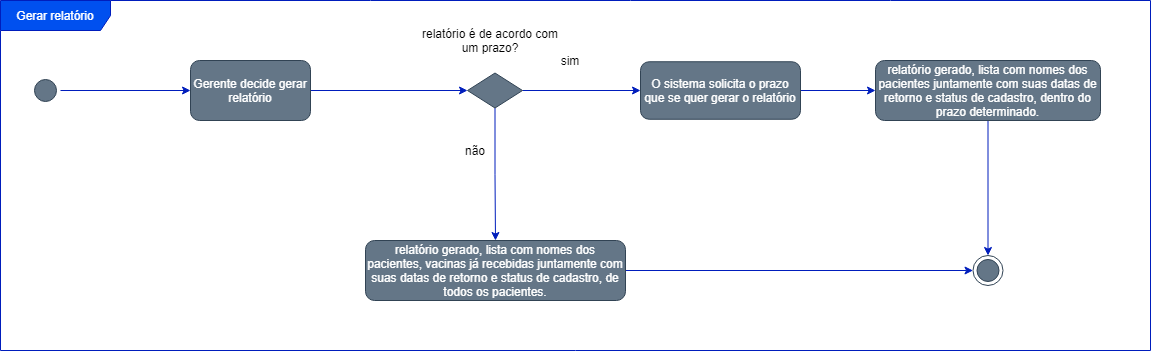 Gerar relatório
relatório é de acordo com
um prazo?
sim
Gerente decide gerar
relatório
O sistema solicita o prazo
que se quer gerar o relatório
relatório gerado, lista com nomes dos
pacientes juntamente com suas datas de
retorno e status de cadastro, dentro do
prazo determinado.
não
relatório gerado, lista com nomes dos
pacientes, vacinas já recebidas juntamente com
suas datas de retorno e status de cadastro, de
todos os pacientes.